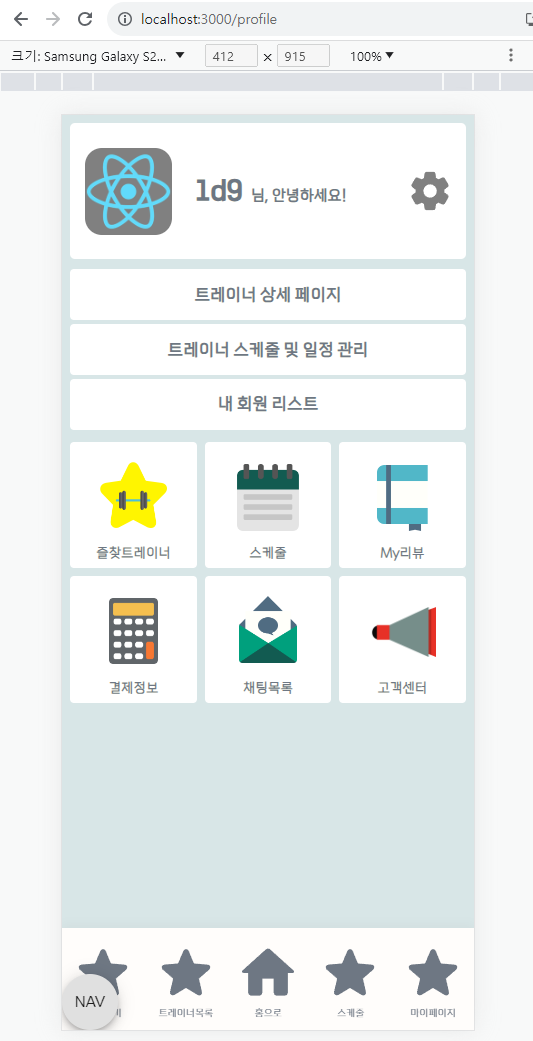 localhost:3000/profile
크기: Samsung Galaxy S2...
412 × 915
100%
1d9 님, 안녕하세요!
트레이너 상세 페이지
트레이너 스케줄 및 일정 관리
내 회원 리스트
즐찾트레이너 스케줄 My리뷰
결제정보 채팅목록 고객센터
NAV
트레이너목록 홈으로 스케줄 마이페이지